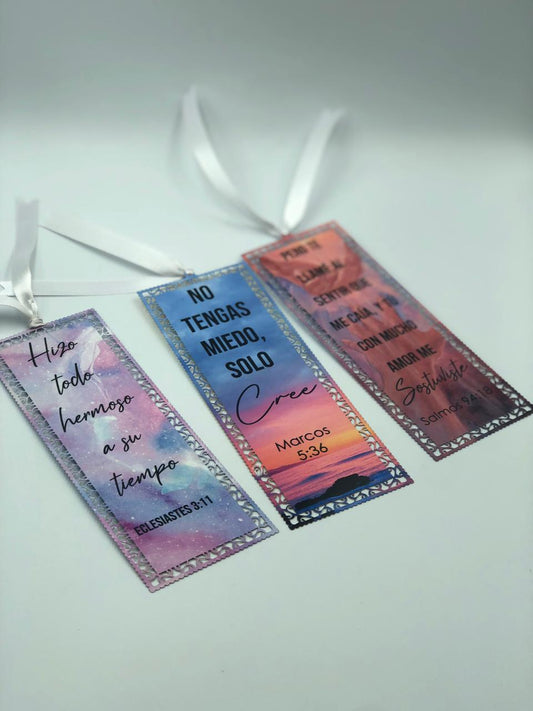 Hizo
todo
hermoso
a su
tiempo
ECLESIASTES 3:11
NO
TENGAS
MIEDO,
SOLO
Cree
Marcos
5:36
PERO TE
LLAMÉ AL
SENTIR QUE
ME CAIA, Y TÚ
CON MUCHO
AMOR ME
Sostuviste
Salmos 94:18